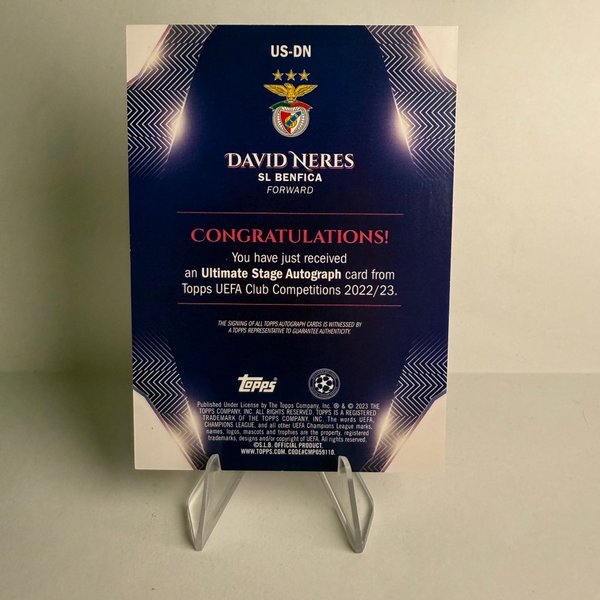 US-DN
DAVID NERES
SL BENFICA
FORWARD
CONGRATULATIONS!
You have just received
an Ultimate Stage Autograph card from
Topps UEFA Club Competitions 2022/23.
THE SIGNING OF ALL TOPPS AUTOGRAPH CARDS IS WITNESSED BY
A TOPPS REPRESENTATIVE TO GUARANTEE AUTHENTICITY.
topps
Published Under License by The Topps Company, Inc. ® & © 2023 THE
TOPPS COMPANY, INC. ALL RIGHTS RESERVED. TOPPS IS A REGISTERED
TRADEMARK OF THE TOPPS COMPANY, INC. The words UEFA,
CHAMPIONS LEAGUE, and all other UEFA Champions League marks,
names, logos, mascots and trophies are the property, registered
trademarks, designs and/or copyright of UEFA. All rights reserved.
©S.L.B. OFFICIAL PRODUCT.
WWW.TOPPS.COM. CODE#CMP059110.